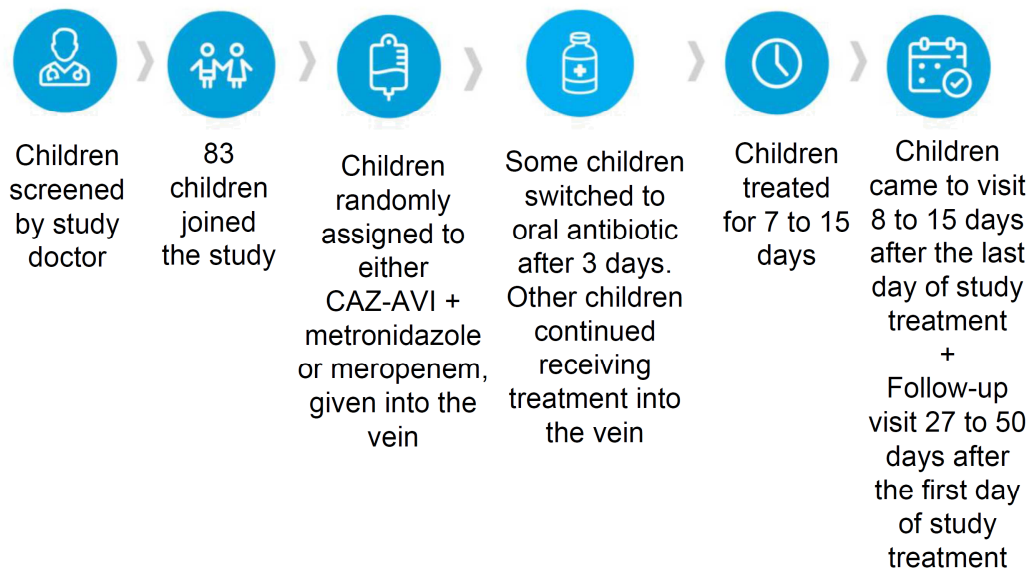 Children
screened
by study
doctor
83
children
joined
the study
Children
randomly
assigned to
either
CAZ-AVI +
metronidazole
or meropenem,
given into the
vein
Some children
switched to
oral antibiotic
after 3 days.
Other children
continued
receiving
treatment into
the vein
Children
treated
for 7 to 15
days
Children
came to visit
8 to 15 days
after the last
day of study
treatment
+
Follow-up
visit 27 to 50
days after
the first day
of study
treatment